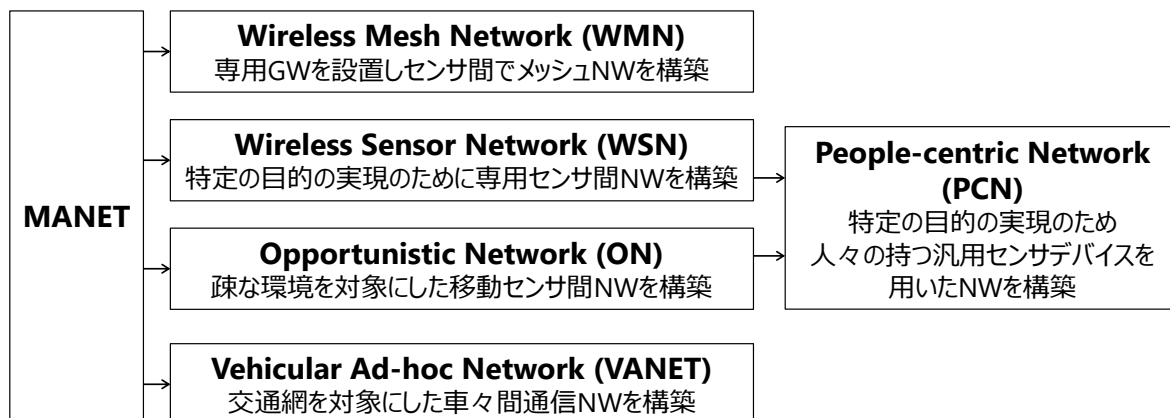 MANET
Wireless Mesh Network (WMN)
専用GWを設置しセンサ間でメッシュNWを構築
Wireless Sensor Network (WSN)
特定の目的の実現のために専用センサ間NWを構築
Opportunistic Network (ON)
疎な環境を対象にした移動センサ間NWを構築
Vehicular Ad-hoc Network (VANET)
交通網を対象にした車々間通信NWを構築
People-centric Network
(PCN)
特定の目的の実現のため
人々の持つ汎用センサデバイスを
用いたNWを構築